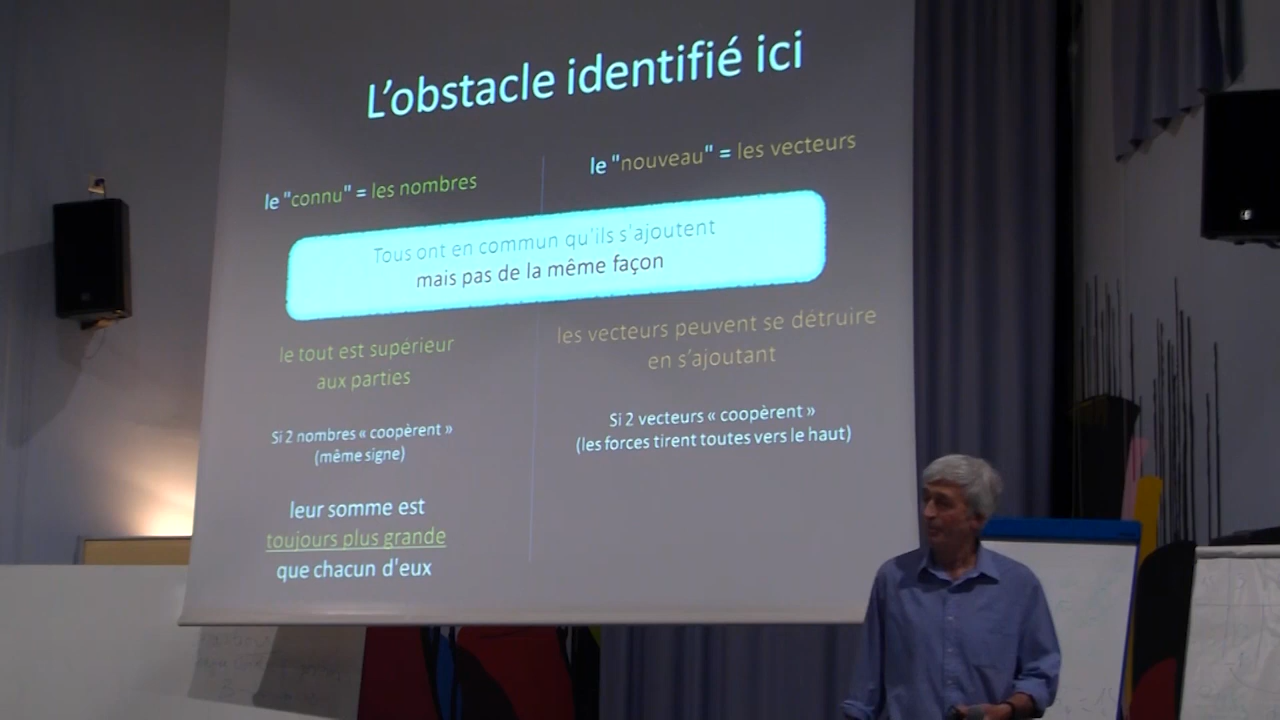 L'obstacle identifié ici
le "connu" = les nombres
le "nouveau" = les vecteurs
Tous ont en commun qu'ils s'ajoutent
mais pas de la même façon
le tout est supérieur
aux parties
Si 2 nombres « coopèrent »
(même signe)
leur somme est
toujours plus grande
que chacun d'eux
les vecteurs peuvent se détruire
en s'ajoutant
Si 2 vecteurs « coopèrent »
(les forces tirent toutes vers le haut)